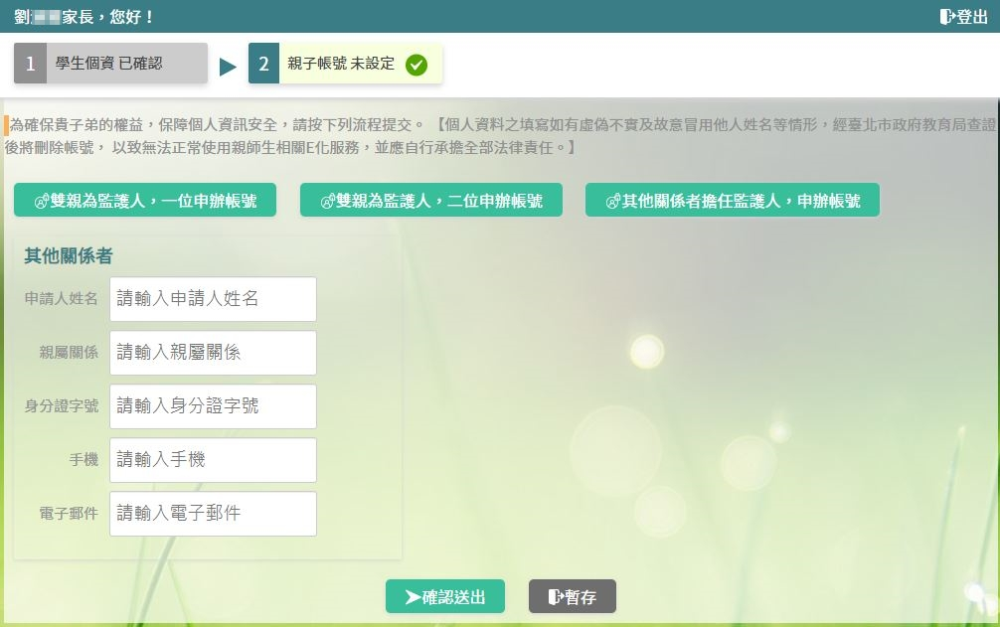 劉 家長，您好！
登出
1 學生個資 已確認
2 親子帳號 未設定
為確保貴子弟的權益，保障個人資訊安全，請按下列流程提交。 【個人資料之填寫如有虛偽不實及故意冒用他人姓名等情形，經臺北市政府教育局查證
後將刪除帳號， 以致無法正常使用親師生相關E化服務，並應自行承擔全部法律責任。】
雙親為監護人，一位申辦帳號
雙親為監護人，二位申辦帳號
其他關係者擔任監護人，申辦帳號
其他關係者
申請人姓名 請輸入申請人姓名
親屬關係 請輸入親屬關係
身分證字號 請輸入身分證字號
手機 請輸入手機
電子郵件 請輸入電子郵件
確認送出
暫存